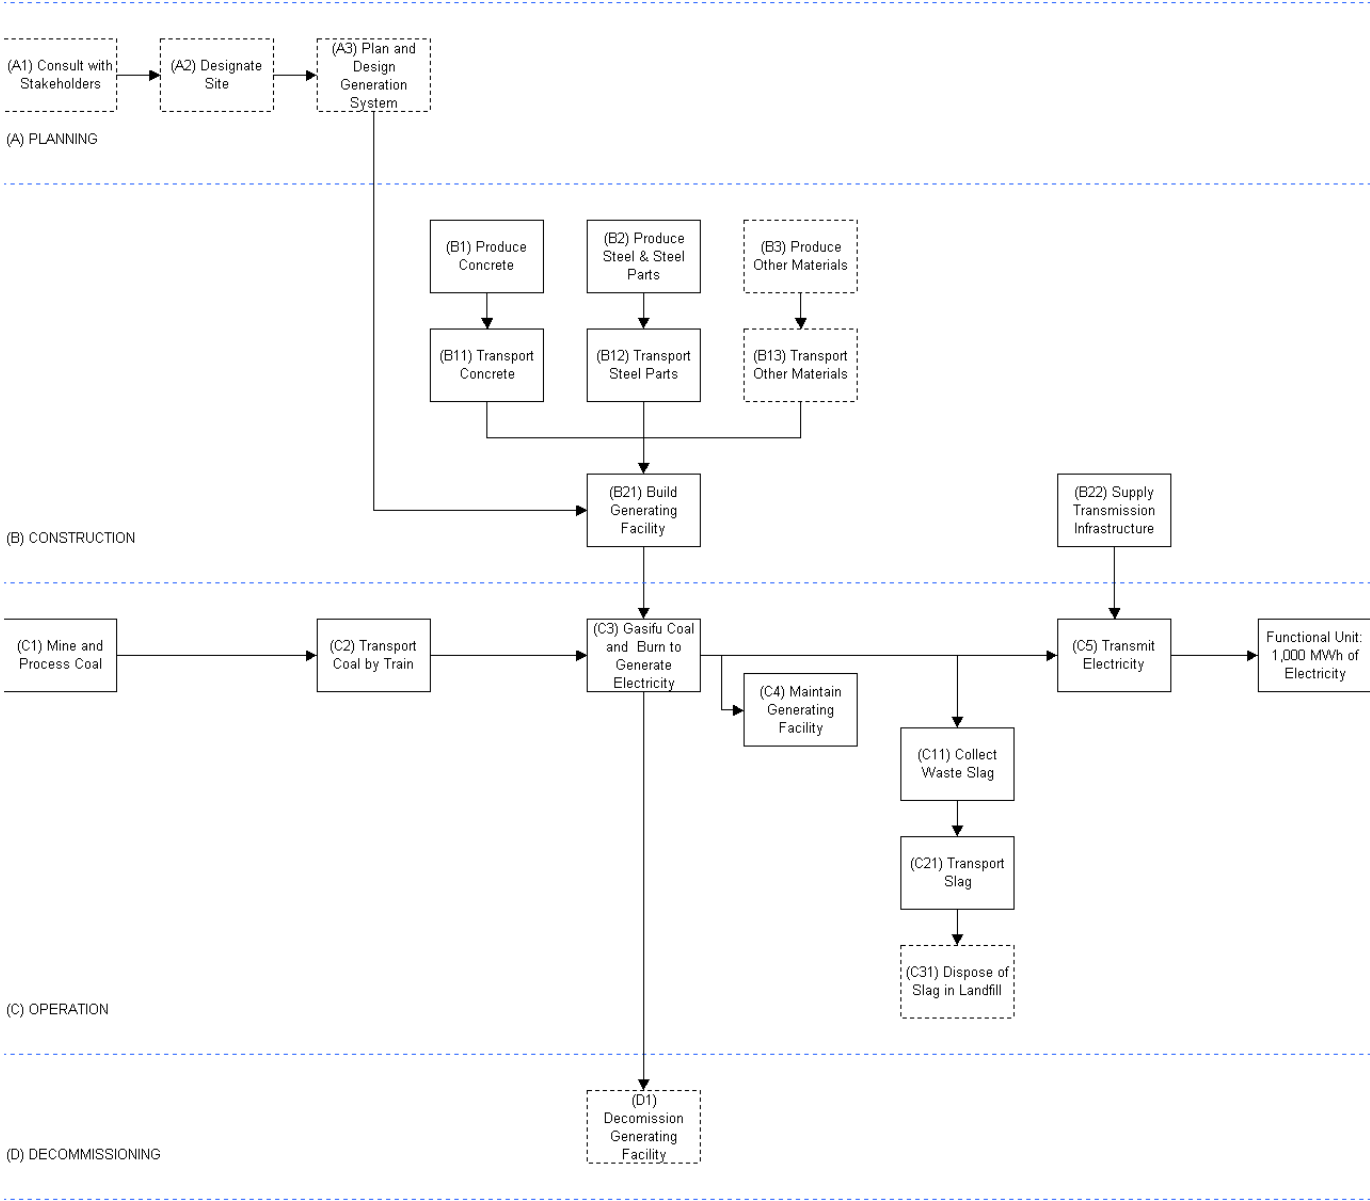 (A1) Consult with
Stakeholders
(A2) Designate
Site
(A3) Plan and
Design
Generation
System
(A) PLANNING
(B1) Produce
Concrete
(B2) Produce
Steel & Steel
Parts
(B3) Produce
Other Materials
(B11) Transport
Concrete
(B12) Transport
Steel Parts
(B13) Transport
Other Materials
(B21) Build
Generating
Facility
(B22) Supply
Transmission
Infrastructure
(B) CONSTRUCTION
(C1) Mine and
Process Coal
(C2) Transport
Coal by Train
(C3) Gasifu Coal
and Burn to
Generate
Electricity
(C5) Transmit
Electricity
Functional Unit:
1,000 MWh of
Electricity
(C4) Maintain
Generating
Facility
(C11) Collect
Waste Slag
(C21) Transport
Slag
(C31) Dispose of
Slag in Landfill
(C) OPERATION
(D1)
Decomission
Generating
Facility
(D) DECOMMISSIONING